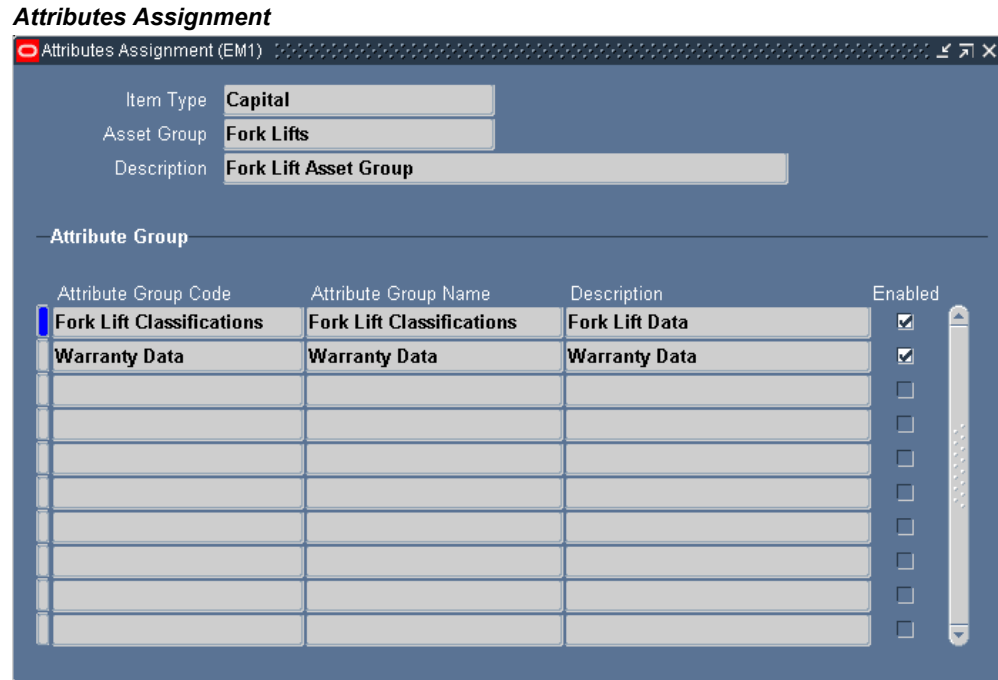 Attributes Assignment
Attributes Assignment (EM1)
Item Type Capital
Asset Group Fork Lifts
Description Fork Lift Asset Group
Attribute Group
Attribute Group Code Attribute Group Name Description Enabled
Fork Lift Classifications Fork Lift Classifications Fork Lift Data
Warranty Data Warranty Data Warranty Data